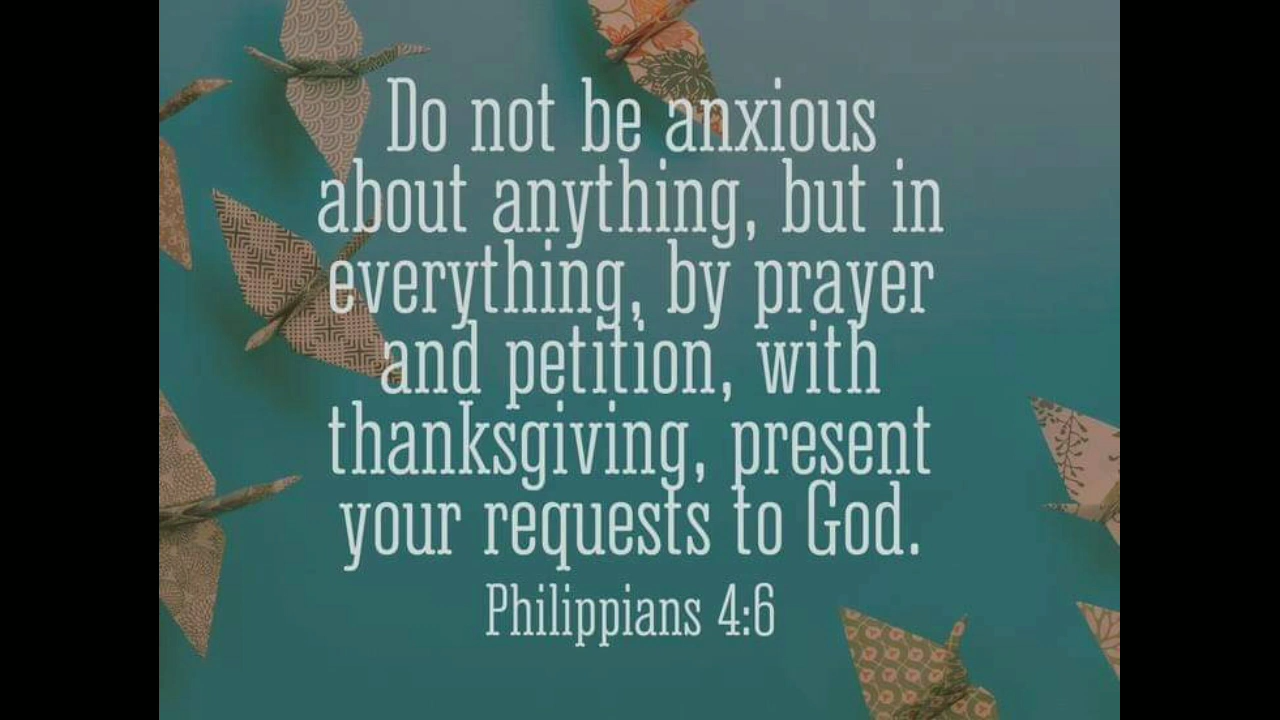 Do not be anxious
about anything, but in
everything, by prayer
and petition, with
thanksgiving, present
your requests to God.
Philippians 4:6